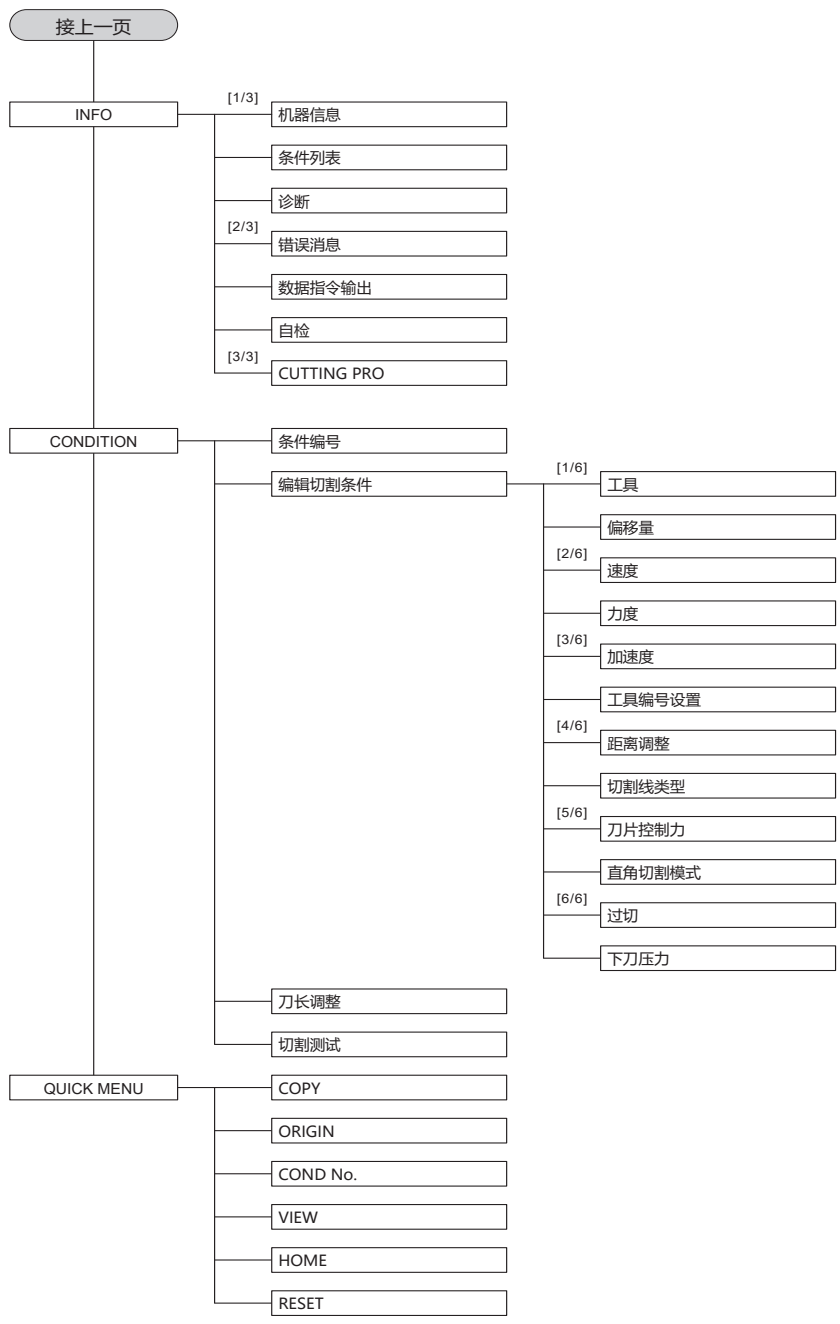 接上一页
INFO
[1/3]
机器信息
条件列表
诊断
[2/3]
错误消息
数据指令输出
自检
[3/3]
CUTTING PRO
CONDITION
条件编号
编辑切割条件
[1/6]
工具
偏移量
[2/6]
速度
力度
[3/6]
加速度
工具编号设置
[4/6]
距离调整
切割线类型
[5/6]
刀片控制力
直角切割模式
[6/6]
过切
下刀压力
刀长调整
切割测试
QUICK MENU
COPY
ORIGIN
COND No.
VIEW
HOME
RESET